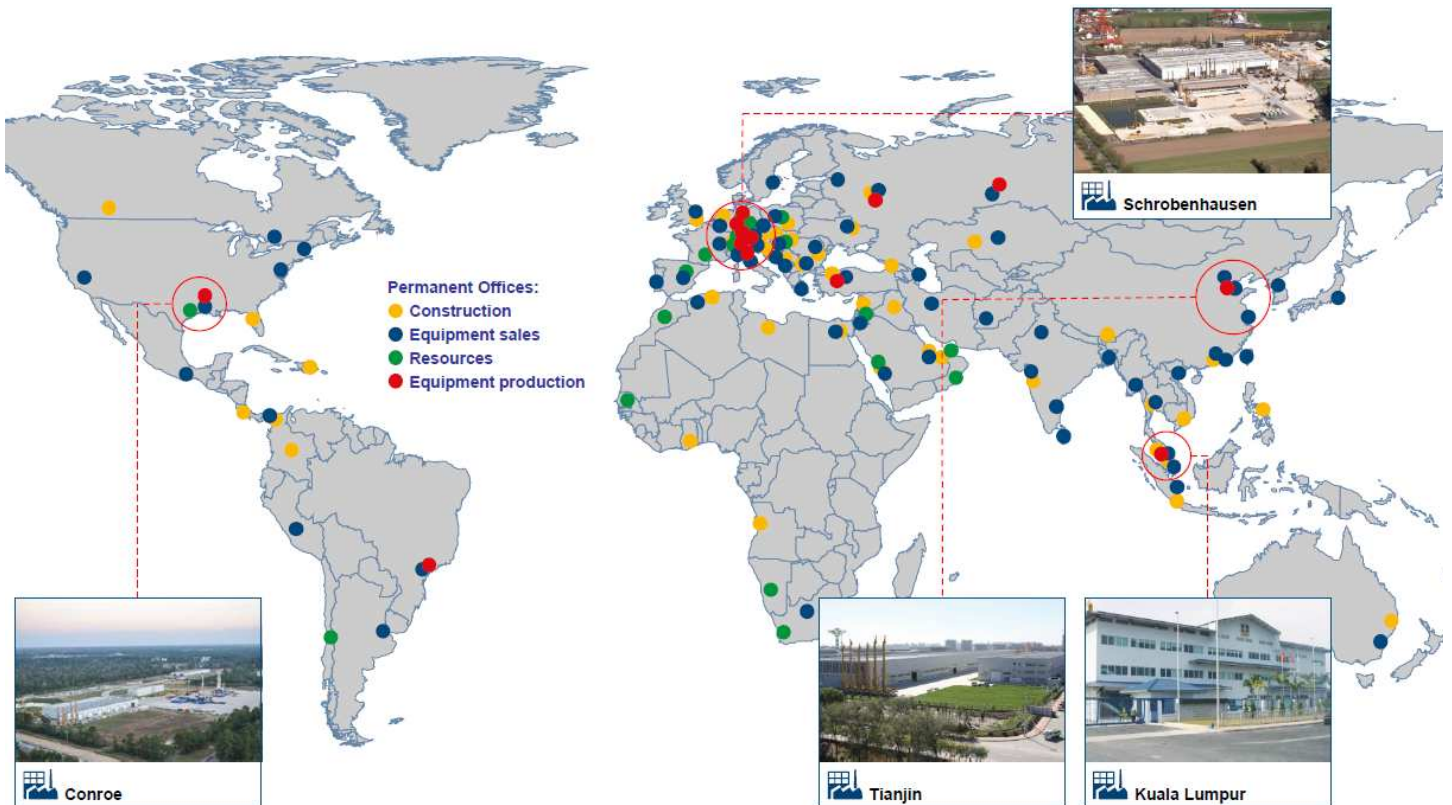 Schrobenhausen
Permanent Offices:
Construction
Equipment sales
Resources
Equipment production
Conroe
Tianjin
Kuala Lumpur